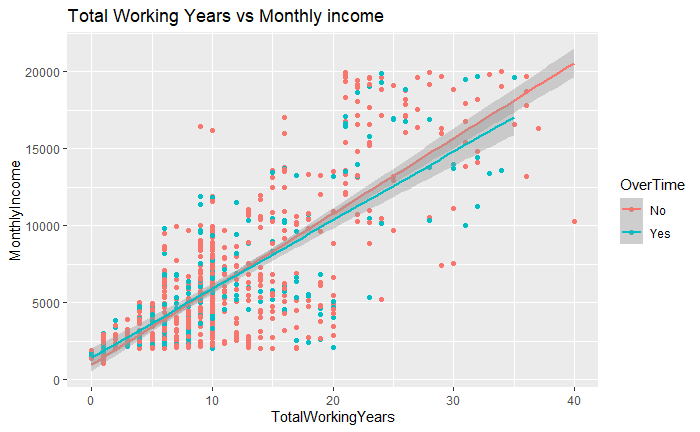 Total Working Years vs Monthly income
20000
15000
10000
5000
0
MonthlyIncome
0
10
20
30
40
TotalWorkingYears
OverTime
No
Yes